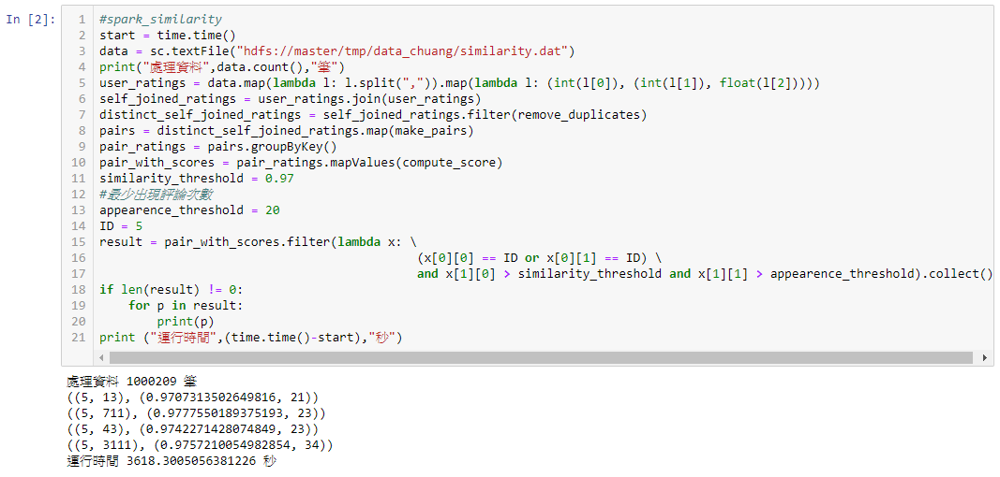 In [2]:
1 #spark_similarity
2 start = time.time()
3 data = sc.textFile("hdfs://master/tmp/data_chuang/similarity.dat")
4 print("處理資料",data.count(),"筆")
5 user_ratings = data.map(lambda l: l.split(",")).map(lambda l: (int(l[0]), (int(l[1]), float(l[2]))))
6 self_joined_ratings = user_ratings.join(user_ratings)
7 distinct_self_joined_ratings = self_joined_ratings.filter(remove_duplicates)
8 pairs = distinct_self_joined_ratings.map(make_pairs)
9 pair_ratings = pairs.groupByKey()
10 pair_with_scores = pair_ratings.mapValues(compute_score)
11 similarity_threshold = 0.97
12 #最少出現評論次數
13 appearence_threshold = 20
14 ID = 5
15 result = pair_with_scores.filter(lambda x: \
16 (x[0][0] == ID or x[0][1] == ID) \
17 and x[1][0] > similarity_threshold and x[1][1] > appearence_threshold).collect()
18 if len(result) != 0:
19     for p in result:
20         print(p)
21 print ("運行時間",(time.time()-start),"秒")
處理資料 1000209 筆
((5, 13), (0.9707313502649816, 21))
((5, 711), (0.9777550189375193, 23))
((5, 43), (0.9742271428074849, 23))
((5, 3111), (0.9757210054982854, 34))
運行時間 3618.3005056381226 秒